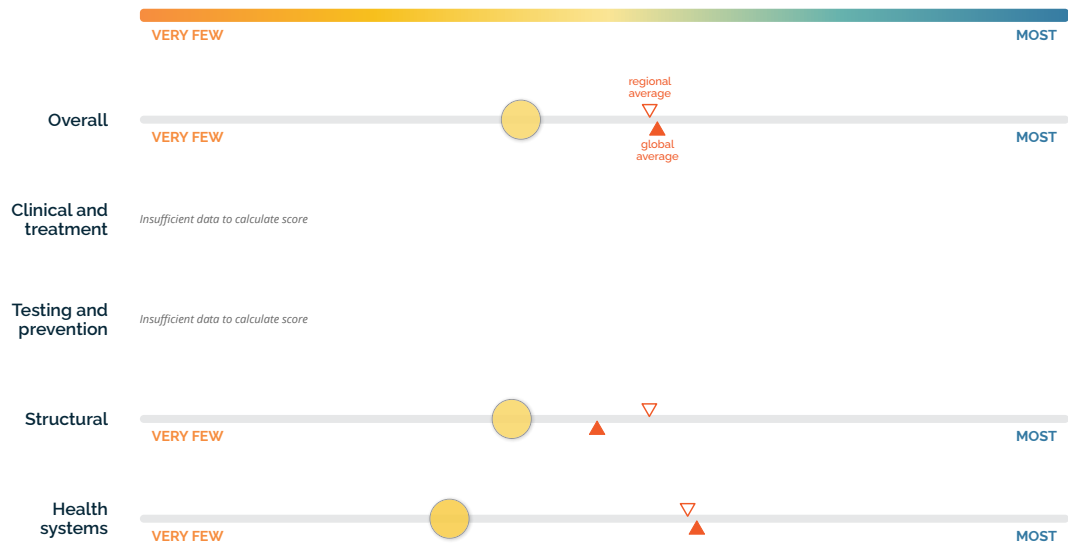 VERY FEW
MOST
regional
average
Overall
VERY FEW
MOST
global
average
Clinical and
treatment
Insufficient data to calculate score
Testing and
prevention
Insufficient data to calculate score
Structural
VERY FEW
MOST
Health
systems
VERY FEW
MOST